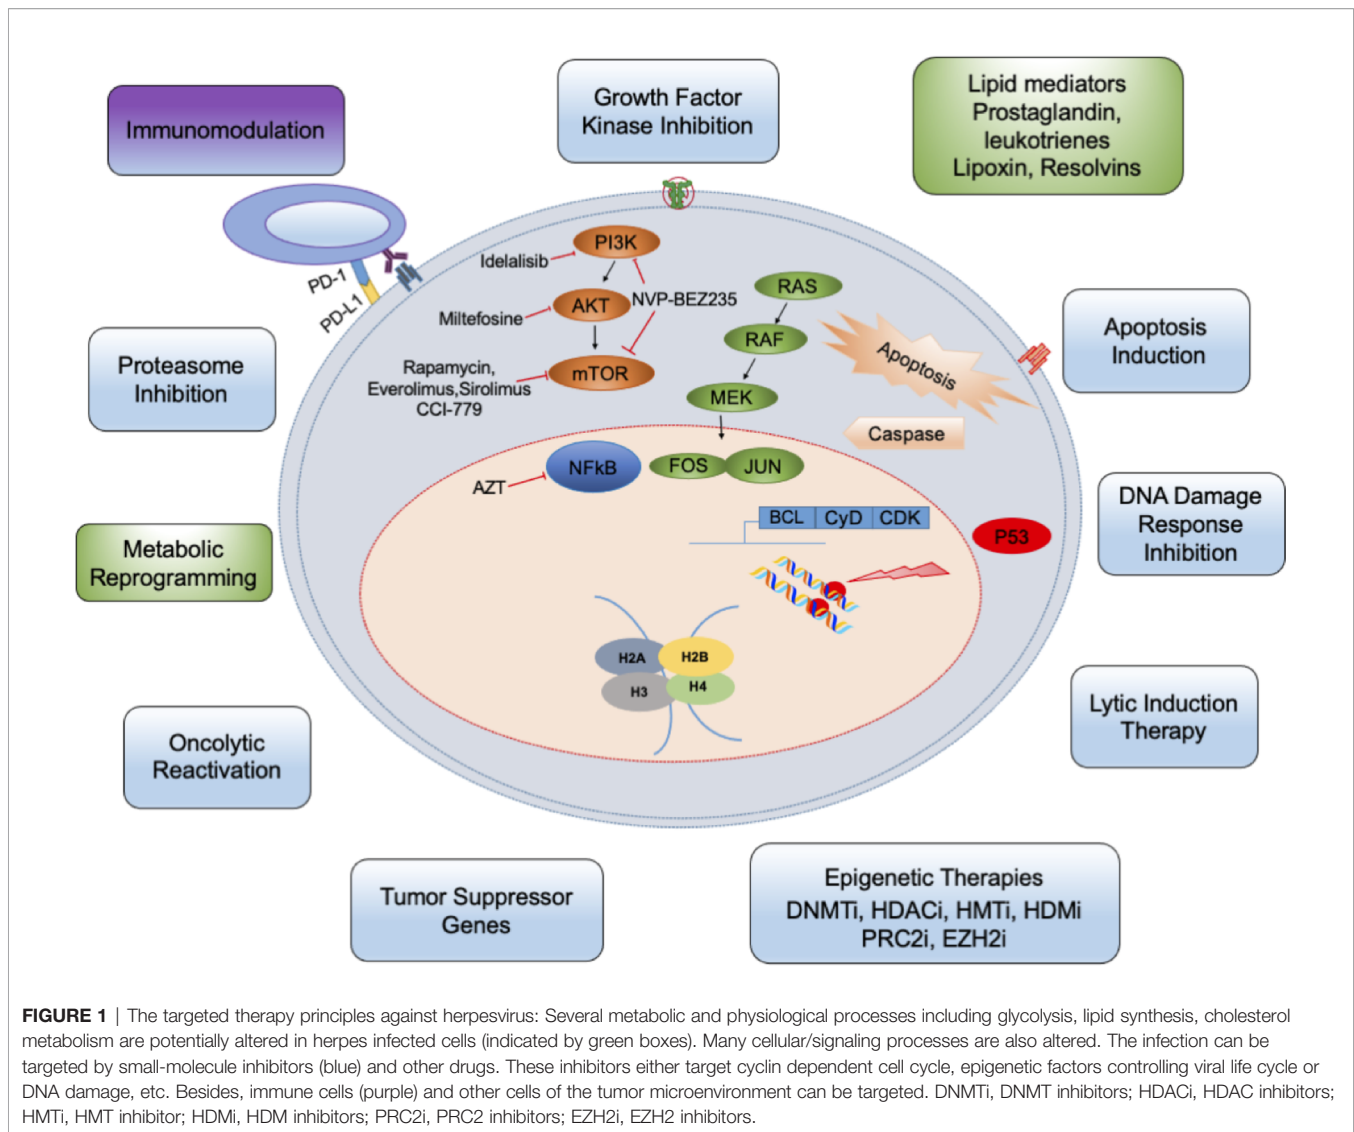 Growth Factor
Kinase Inhibition
Lipid mediators
Prostaglandin,
leukotrienes
Lipoxin, Resolvins
Immunomodulation
PD-1
PD-L1
PI3K
Idelalisib
AKT
NVP-BEZ235
Miltefosine
mTOR
Rapamycin,
Everolimus,Sirolimus
CCI-779
RAS
RAF
MEK
Apoptosis
Caspase
Apoptosis
Induction
Proteasome
Inhibition
NFkB
FOS
JUN
AZT
BCL
CyD
CDK
P53
DNA Damage
Response
Inhibition
Metabolic
Reprogramming
H2A
H2B
H3
H4
Lytic Induction
Therapy
Oncolytic
Reactivation
Tumor Suppressor
Genes
Epigenetic Therapies
DNMTi, HDACi, HMTi, HDMi
PRC2i, EZH2i
FIGURE 1 | The targeted therapy principles against herpesvirus: Several metabolic and physiological processes including glycolysis, lipid synthesis, cholesterol
metabolism are potentially altered in herpes infected cells (indicated by green boxes). Many cellular/signaling processes are also altered. The infection can be
targeted by small-molecule inhibitors (blue) and other drugs. These inhibitors either target cyclin dependent cell cycle, epigenetic factors controlling viral life cycle or
DNA damage, etc. Besides, immune cells (purple) and other cells of the tumor microenvironment can be targeted. DNMTi, DNMT inhibitors; HDACi, HDAC inhibitors;
HMTi, HMT inhibitor; HDMi, HDM inhibitors; PRC2i, PRC2 inhibitors; EZH2i, EZH2 inhibitors.